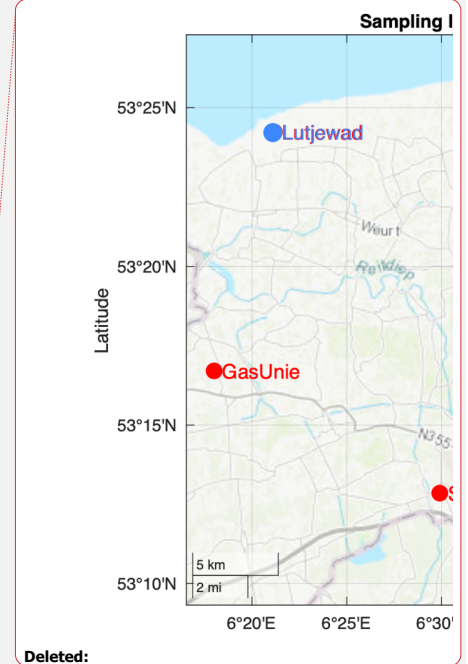 Sampling
53°25'N
Lutjewad
53°20'N
Reitdiep
Latitude
GasUnie
53°15'N
N355
5 km
2 mi
53°10'N
6°20'E 6°25'E 6°30'
Deleted: